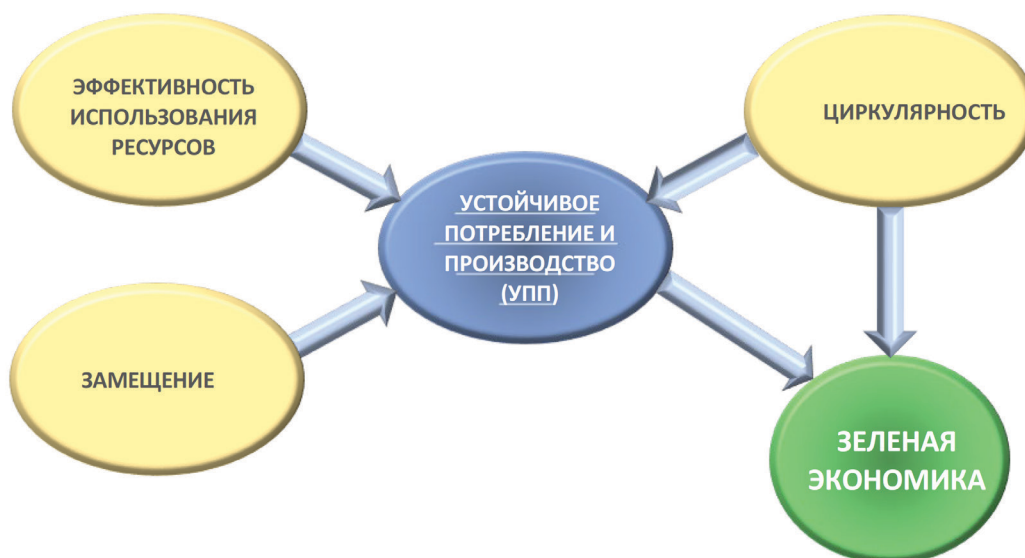 ЭФФЕКТИВНОСТЬ
ИСПОЛЬЗОВАНИЯ
РЕСУРСОВ
ЦИРКУЛЯРНОСТЬ
УСТОЙЧИВОЕ
ПОТРЕБЛЕНИЕ И
ПРОИЗВОДСТВО
(УПП)
ЗАМЕЩЕНИЕ
ЗЕЛЕНАЯ
ЭКОНОМИКА